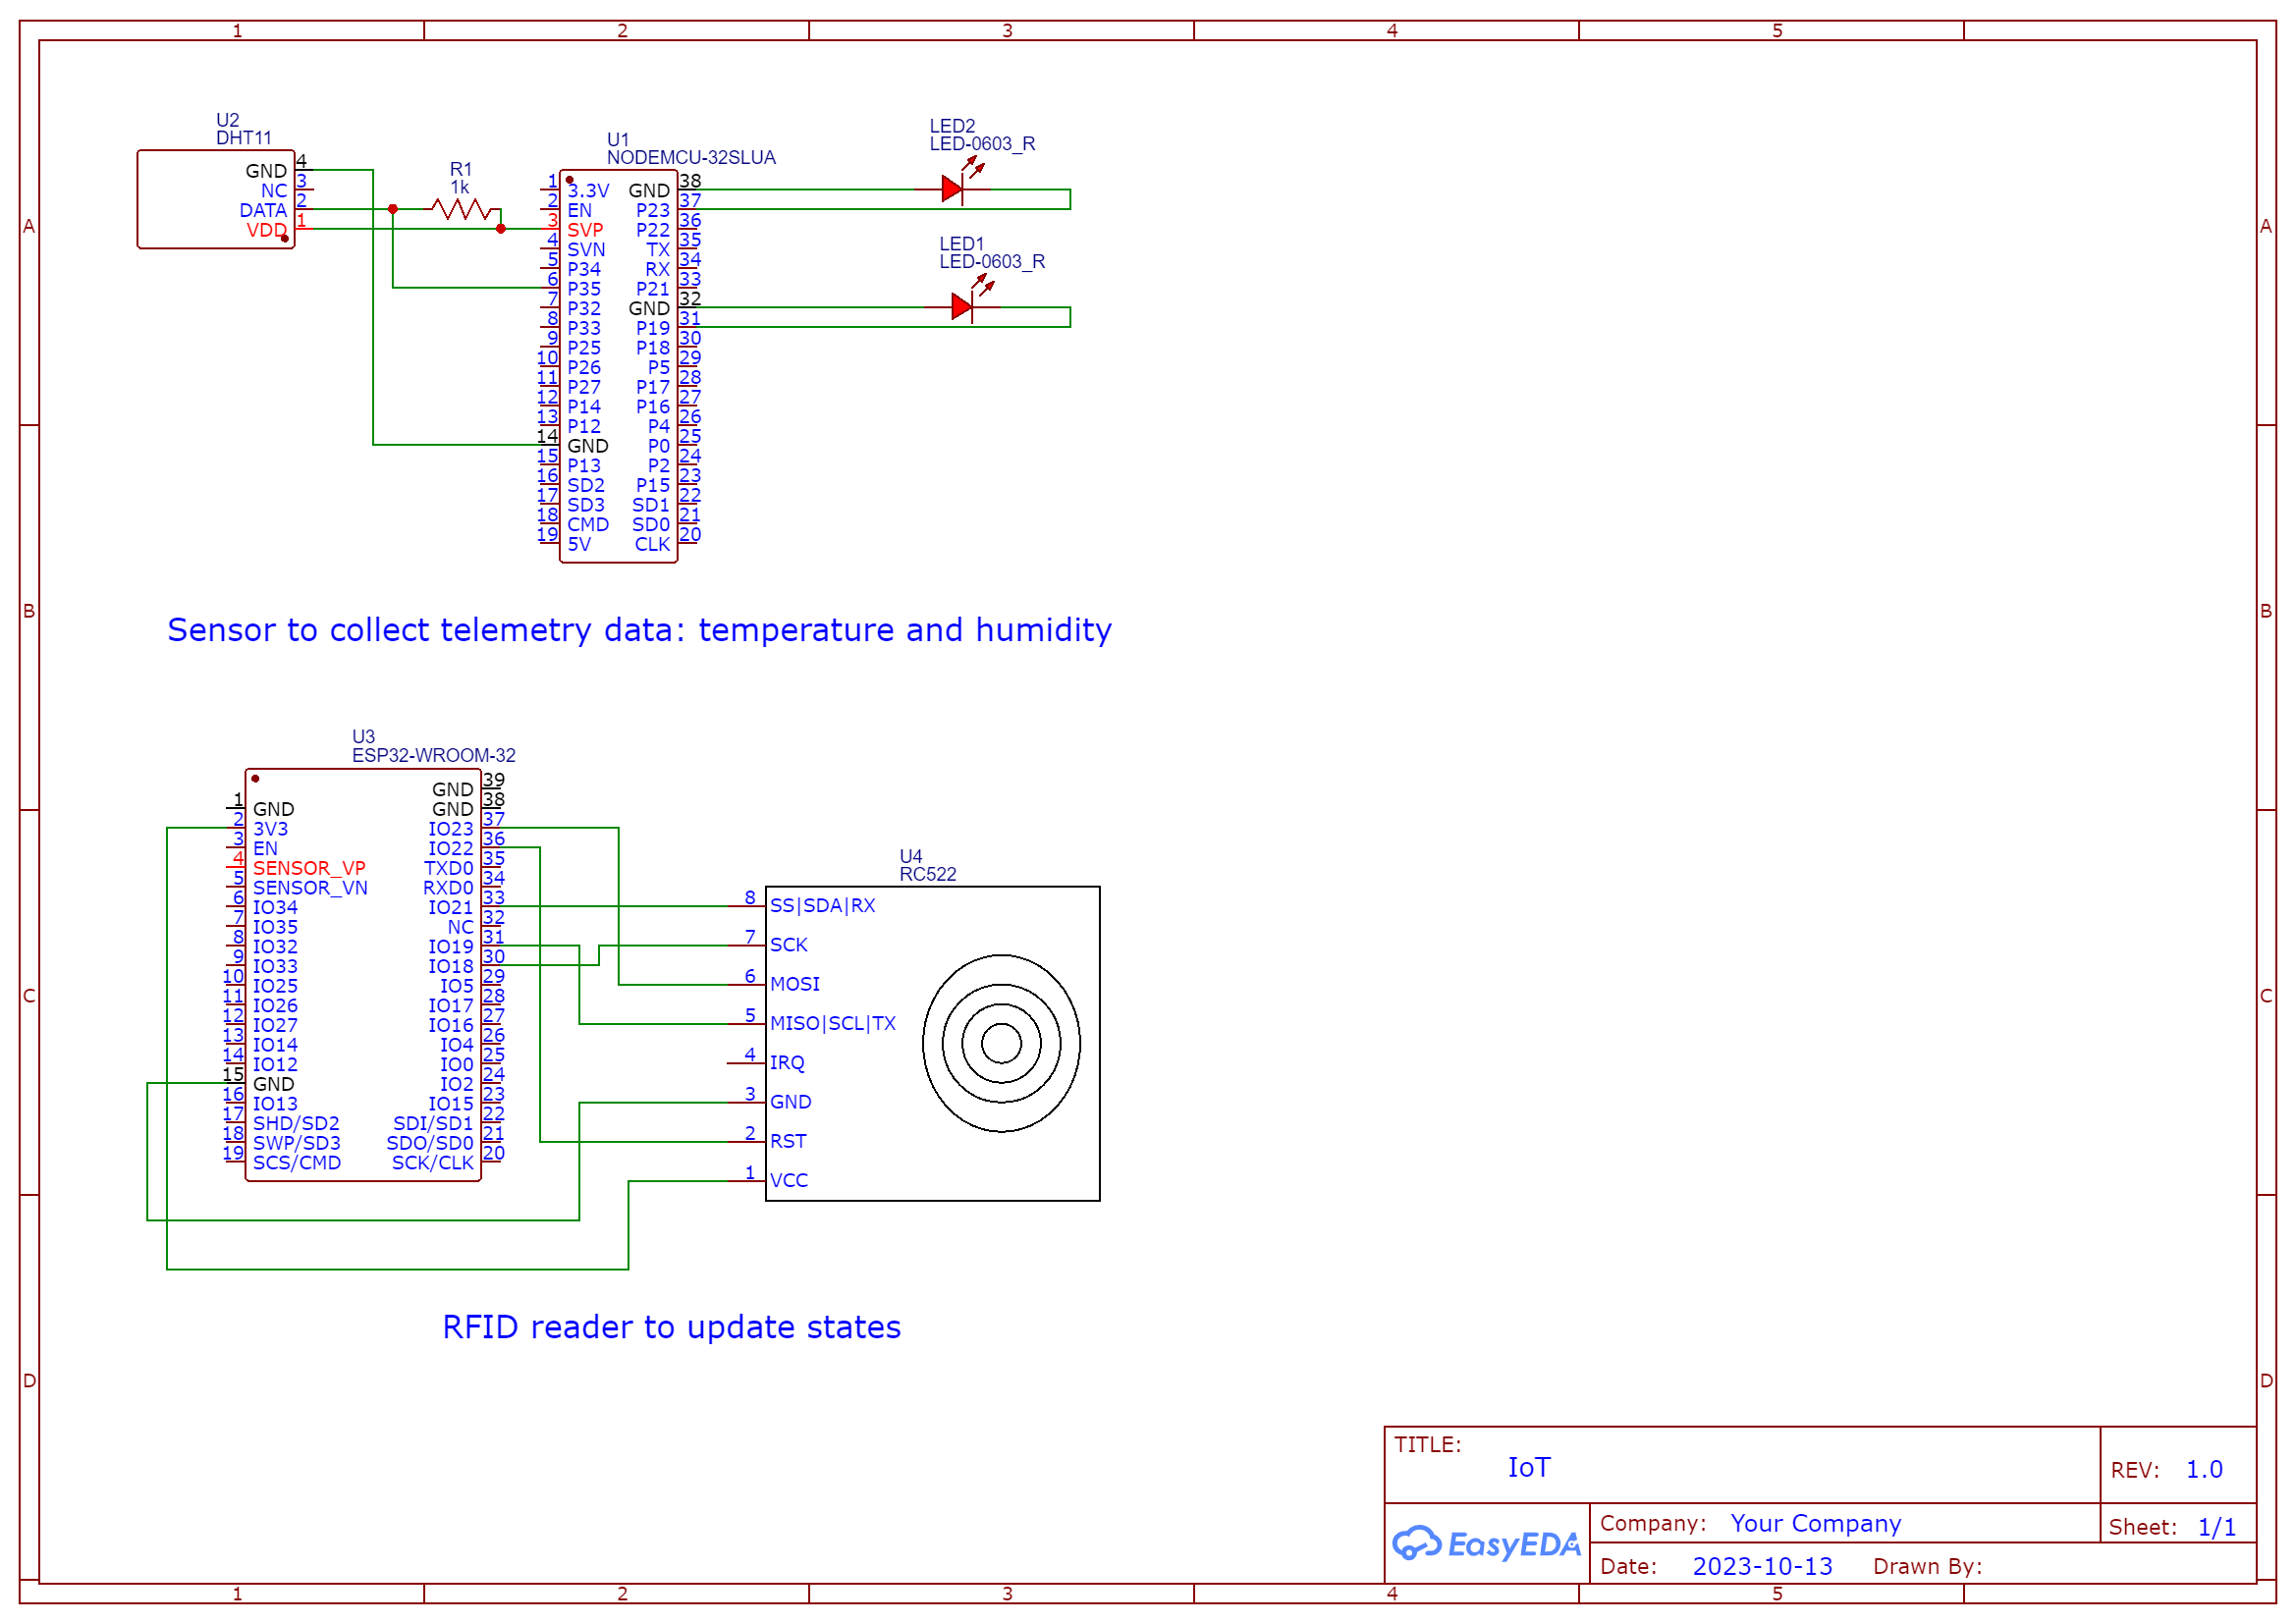 1 2 3 4 5
A A
U2
DHT11
GND 4
NC 3
DATA 2
VDD 1
R1
1k
U1
NODEMCU-32SLUA
1 3.3V GND 38
2 EN P23 37
3 SVP P22 36
4 SVN TX 35
5 P34 RX 34
6 P35 P21 33
7 P32 GND 32
8 P33 P19 31
9 P25 P18 30
10 P26 P5 29
11 P27 P17 28
12 P14 P16 27
13 P12 P4 26
14 GND P0 25
15 P13 P2 24
16 SD2 P15 23
17 SD3 SD1 22
18 CMD SD0 21
19 5V CLK 20
LED2
LED-0603_R
LED1
LED-0603_R
B B
Sensor to collect telemetry data: temperature and humidity
U3
ESP32-WROOM-32
GND 39
1 GND GND 38
2 3V3 IO23 37
3 EN IO22 36
4 SENSOR_VP TXD0 35
5 SENSOR_VN RXD0 34
6 IO34 IO21 33
7 IO35 NC 32
8 IO32 IO19 31
9 IO33 IO18 30
10 IO25 IO5 29
11 IO26 IO17 28
12 IO27 IO16 27
13 IO14 IO4 26
14 IO12 IO0 25
15 GND IO2 24
16 IO13 IO15 23
17 SHD/SD2 SDI/SD1 22
18 SWP/SD3 SDO/SD0 21
19 SCS/CMD SCK/CLK 20
U4
RC522
8 SS|SDA|RX
7 SCK
6 MOSI
5 MISO|SCL|TX
4 IRQ
3 GND
2 RST
1 VCC
C C
RFID reader to update states
D D
TITLE:
IoT
REV: 1.0
EasyEDA
Company: Your Company
Sheet: 1/1
Date: 2023-10-13 Drawn By:
1 2 3 4 5